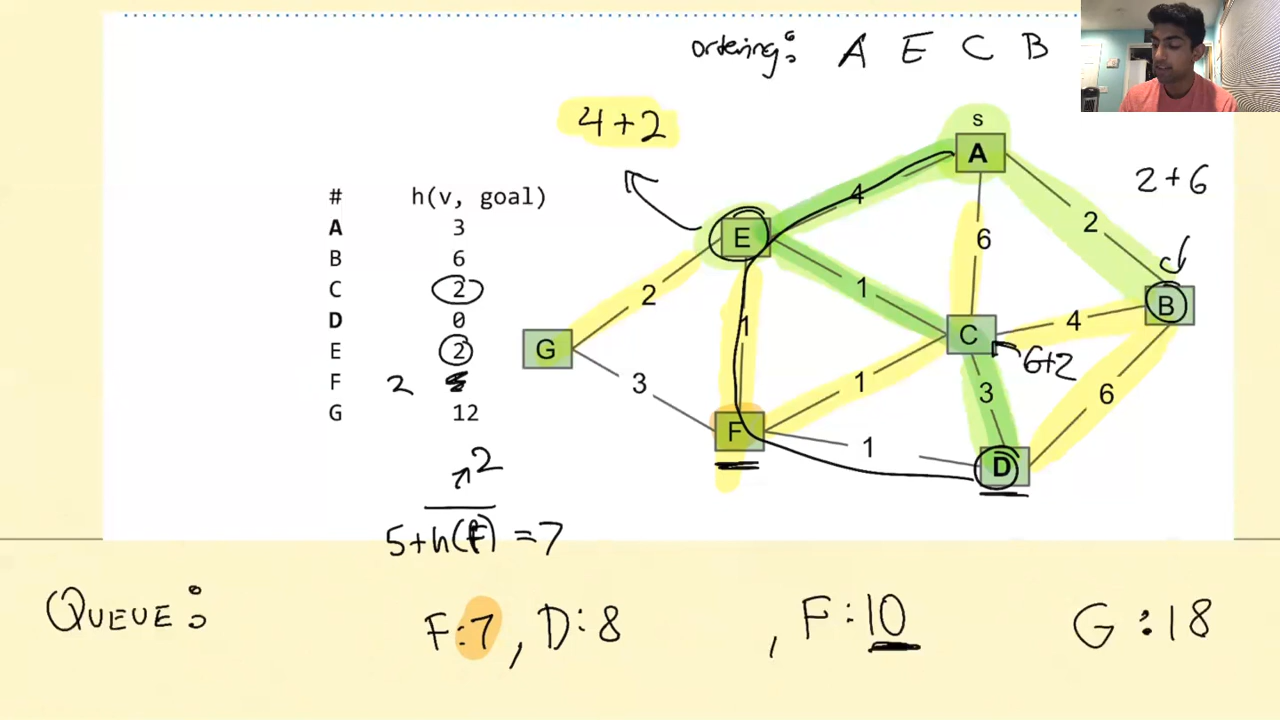 ordering: A E C B
4+2
s
A
2+6
# h(v, goal)
A 3
B 6
C 2
D 0
E 2
F 2
G 12
E
4
6
2
B
2
1
1
C
4
6+2
G
3
1
3
6
F
1
D
2
5+h(F)=7
QUEUE:
F:7, D:8 , F:10 G:18